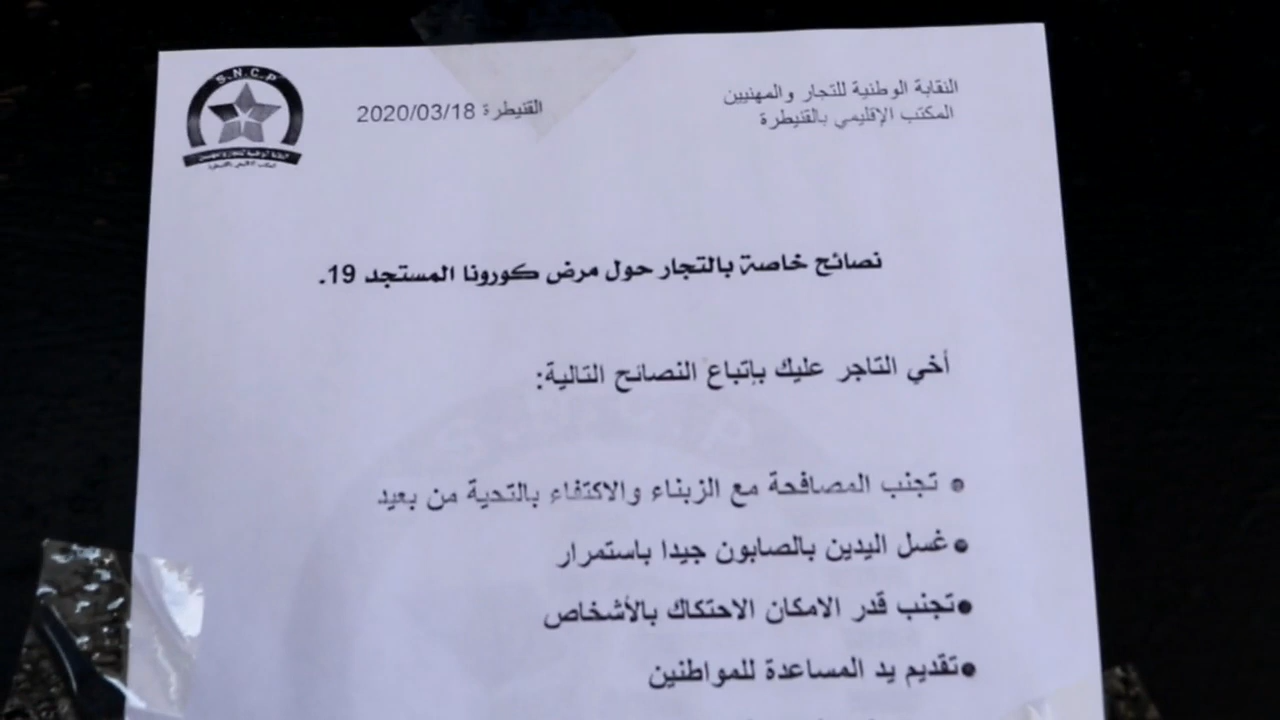 النقابة الوطنية للتجار والمهنيين
المكتب الإقليمي بالقنيطرة
القنيطرة 2020/03/18
S.N.C.P
نصائح خاصة بالتجار حول مرض كورونا المستجد 19.
أخي التاجر عليك بإتباع النصائح التالية:
S.N.C.P
• تجنب المصافحة مع الزبناء والاكتفاء بالتحية من بعيد
• غسل اليدين بالصابون جيدا باستمرار
• تجنب قدر الامكان الاحتكاك بالأشخاص
• تقديم يد المساعدة للمواطنين